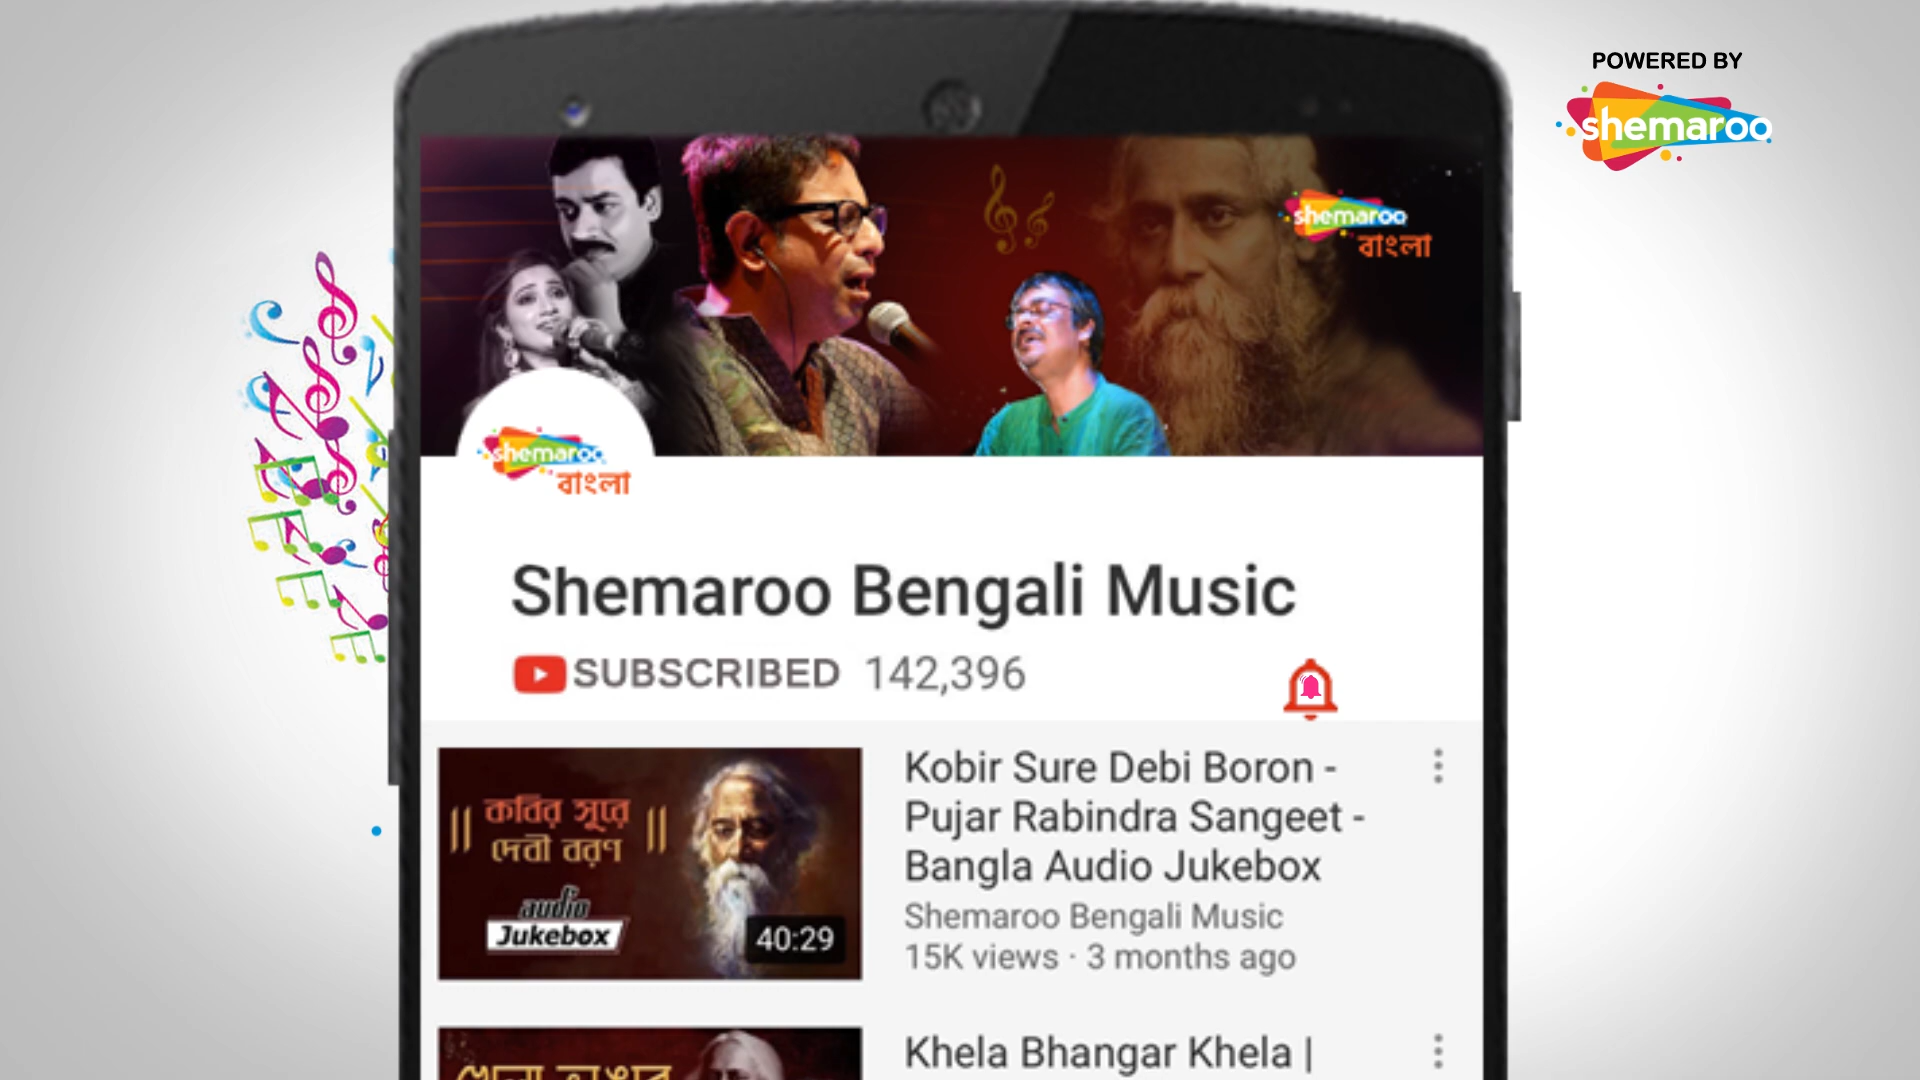 POWERED BY
shemaroo
shemaroo
বাংলা
shemaroo
বাংলা
Shemaroo Bengali Music
SUBSCRIBED 142,396
কবির সুরে
দেবী বরণ
audio
Jukebox
40:29
Kobir Sure Debi Boron -
Pujar Rabindra Sangeet -
Bangla Audio Jukebox
Shemaroo Bengali Music
15K views · 3 months ago
Khela Bhangar Khela |